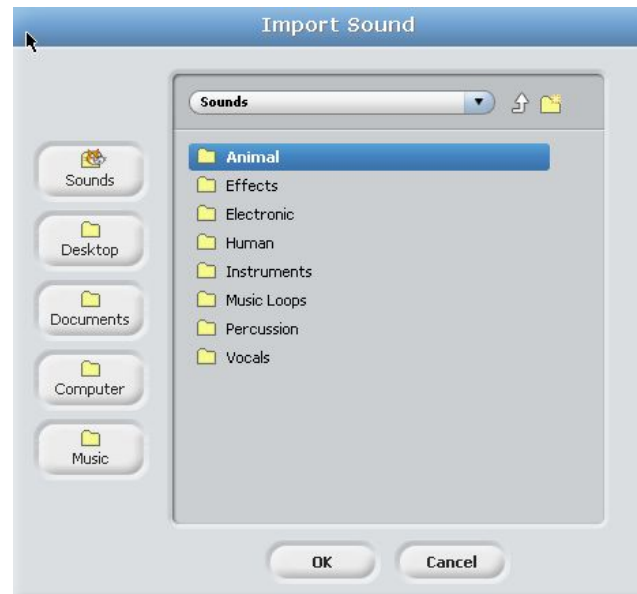 Import Sound
Sounds
Sounds
Desktop
Documents
Computer
Music
Animal
Effects
Electronic
Human
Instruments
Music Loops
Percussion
Vocals
OK
Cancel